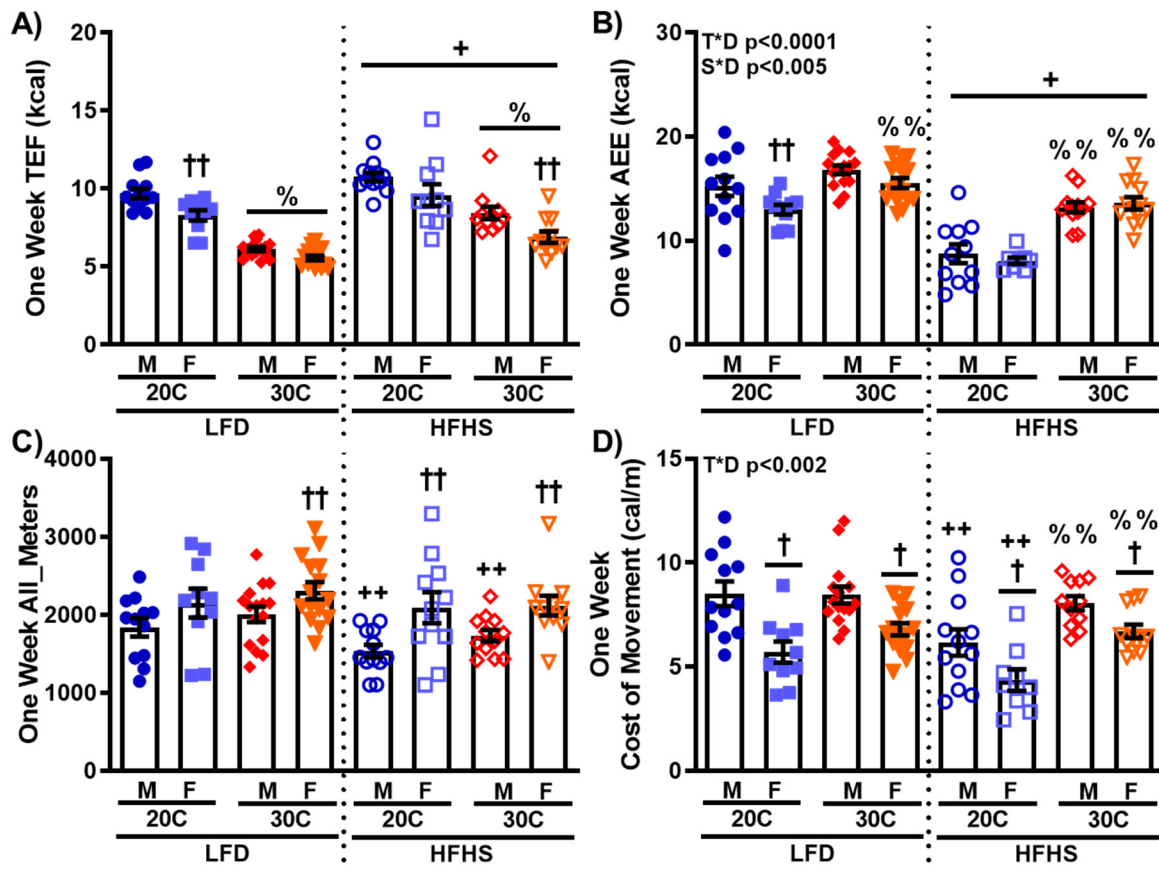 A)
One Week TEF (kcal)
20
15
10
5
0
††
%
+
%
††
M F M F M F M F
20C 30C 20C 30C
LFD HFHS
B)
One Week AEE (kcal)
30
20
10
0
T*D p<0.0001
S*D p<0.005
††
% %
+
% % % %
M F M F M F M F
20C 30C 20C 30C
LFD HFHS
C)
One Week All_Meters
4000
3000
2000
1000
0
††
++
††
++
††
M F M F M F M F
20C 30C 20C 30C
LFD HFHS
D)
One Week
Cost of Movement (cal/m)
15
10
5
0
T*D p<0.002
†
†
++
++
†
% %
% %
†
M F M F M F M F
20C 30C 20C 30C
LFD HFHS